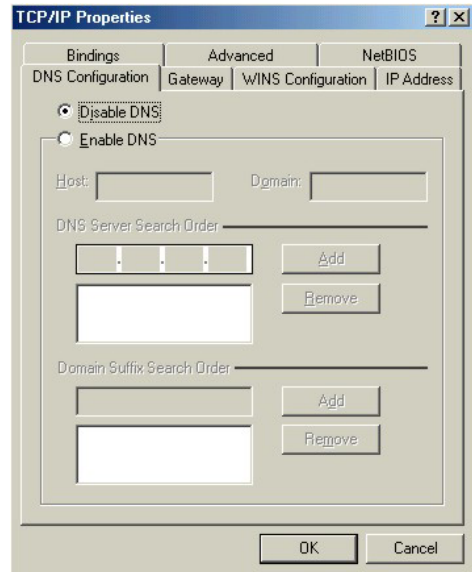 TCP/IP Properties
Bindings Advanced NetBIOS
DNS Configuration Gateway WINS Configuration IP Address
Disable DNS
Enable DNS
Host: Domain:
DNS Server Search Order
Add
Remove
Domain Suffix Search Order
Add
Remove
OK Cancel